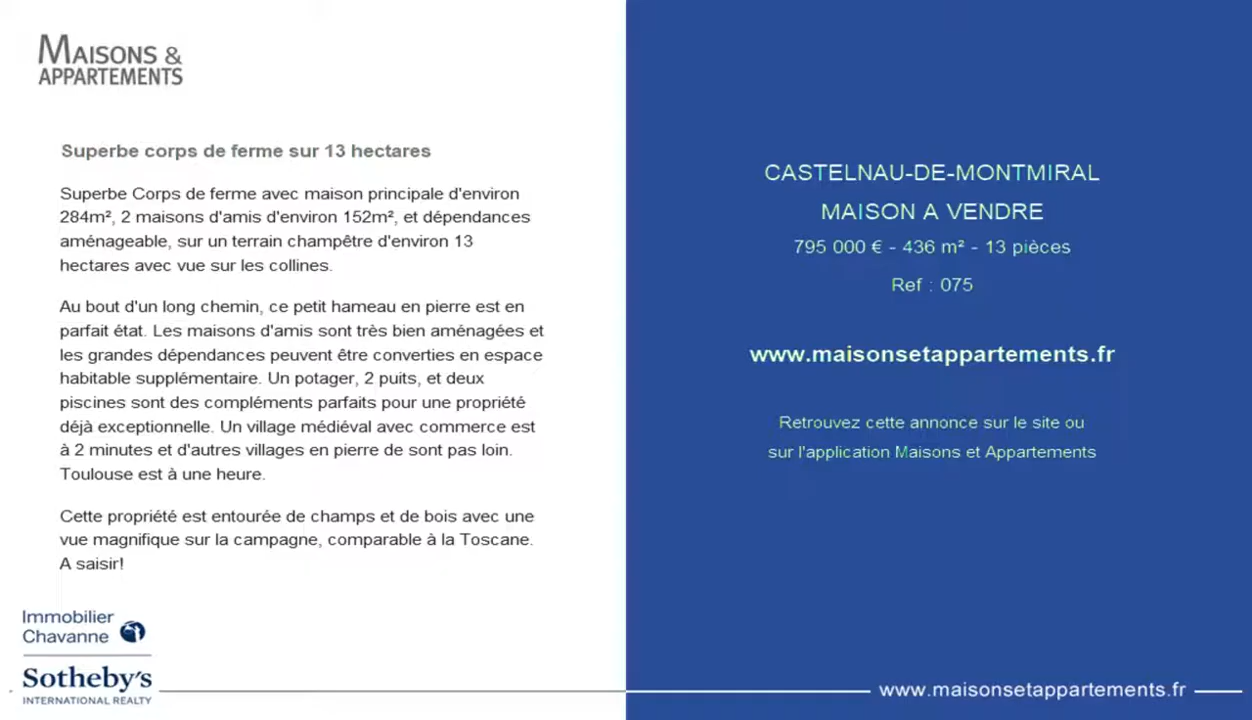 MAISONS &
APPARTEMENTS
Superbe corps de ferme sur 13 hectares
Superbe Corps de ferme avec maison principale d'environ
284m², 2 maisons d'amis d'environ 152m², et dépendances
aménageable, sur un terrain champêtre d'environ 13
hectares avec vue sur les collines.
Au bout d'un long chemin, ce petit hameau en pierre est en
parfait état. Les maisons d'amis sont très bien aménagées et
les grandes dépendances peuvent être converties en espace
habitable supplémentaire. Un potager, 2 puits, et deux
piscines sont des compléments parfaits pour une propriété
déjà exceptionnelle. Un village médiéval avec commerce est
à 2 minutes et d'autres villages en pierre de sont pas loin.
Toulouse est à une heure.
Cette propriété est entourée de champs et de bois avec une
vue magnifique sur la campagne, comparable à la Toscane.
A saisir!
Immobilier
Chavanne
Sotheby's
INTERNATIONAL REALTY
CASTELNAU-DE-MONTMIRAL
MAISON A VENDRE
795 000 € - 436 m² - 13 pièces
Ref : 075
www.maisonsetappartements.fr
Retrouvez cette annonce sur le site ou
sur l'application Maisons et Appartements
www.maisonsetappartements.fr